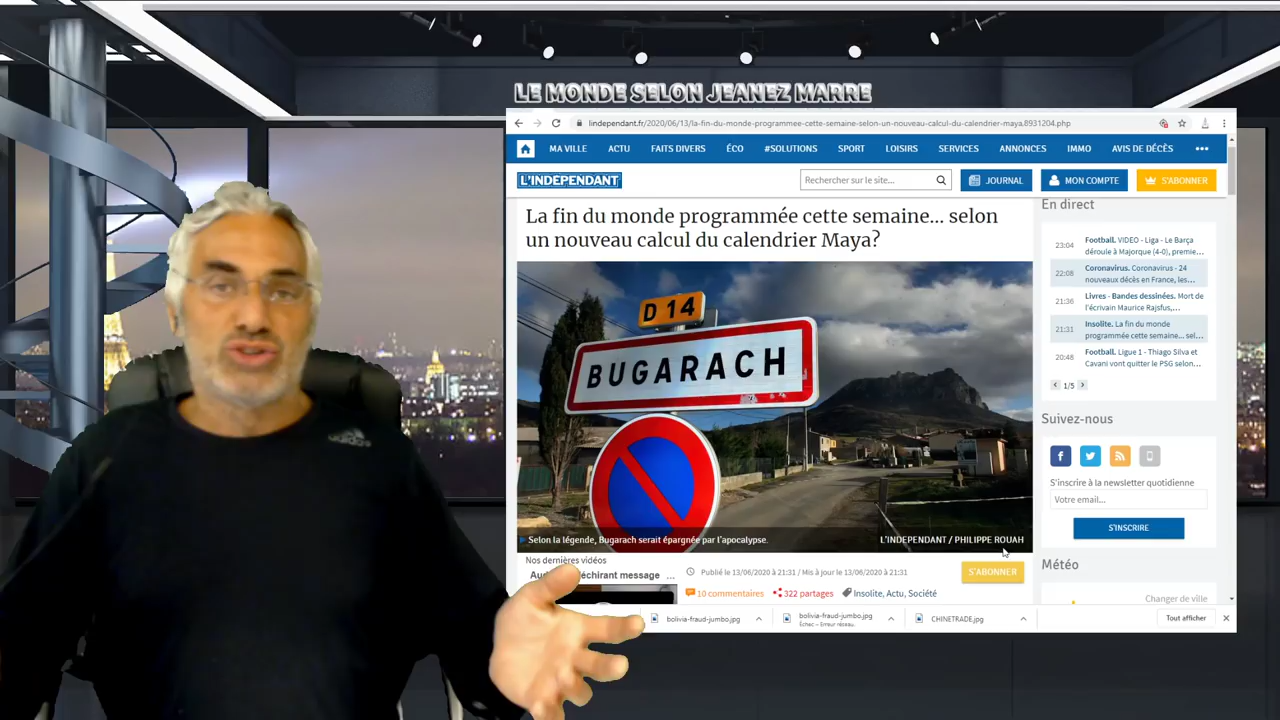 LE MONDE SELON JEANEZ MARRE
lindependant.fr/2020/06/13/la-fin-du-monde-programmee-cette-semaine-selon-un-nouveau-calcul-du-calendrier-maya,8931204.php
MA VILLE ACTU FAITS DIVERS ÉCO #SOLUTIONS SPORT LOISIRS SERVICES ANNONCES IMMO AVIS DE DÉCÈS •••
L'INDEPENDANT
Rechercher sur le site...
JOURNAL
MON COMPTE
S'ABONNER
La fin du monde programmée cette semaine... selon
un nouveau calcul du calendrier Maya?
D 14
BUGARACH
Selon la légende, Bugarach serait épargnée par l'apocalypse.
L'INDEPENDANT / PHILIPPE ROUAH
Nos dernières vidéos
échirant message ...
Publié le 13/06/2020 à 21:31 / Mis à jour le 13/06/2020 à 21:31
S'ABONNER
10 commentaires
322 partages
Insolite, Actu, Société
En direct
23:04 Football. VIDEO - Liga - Le Barça
déroule à Majorque (4-0), premie...
22:08 Coronavirus. Coronavirus - 24
nouveaux décès en France, les...
21:36 Livres - Bandes dessinées. Mort de
l'écrivain Maurice Rajsfus,...
21:31 Insolite. La fin du monde
programmée cette semaine... sel...
20:48 Football. Ligue 1 - Thiago Silva et
Cavani vont quitter le PSG selon...
1/5
Suivez-nous
S'inscrire à la newsletter quotidienne
Votre email...
S'INSCRIRE
Météo
Changer de ville
bolivia-fraud-jumbo.jpg
bolivia-fraud-jumbo.jpg
Échec – Erreur réseau.
CHINETRADE.jpg
Tout afficher